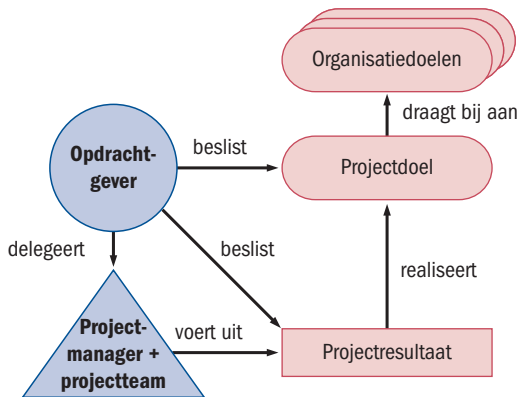 Organisatiedoelen
draagt bij aan
Opdracht-
gever
beslist
Projectdoel
delegeert
beslist
realiseert
Project-
manager +
projectteam
voert uit
Projectresultaat